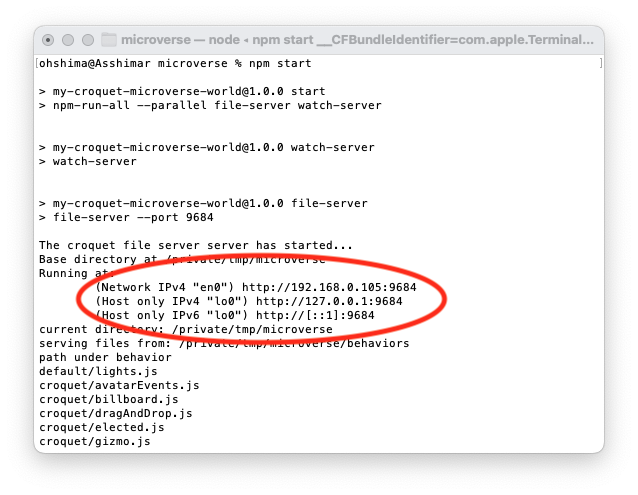 microverse — node ◂ npm start __CFBundleIdentifier=com.apple.Terminal...
[ohshima@Asshimar microverse % npm start ]
> my-croquet-microverse-world@1.0.0 start
> npm-run-all --parallel file-server watch-server
> my-croquet-microverse-world@1.0.0 watch-server
> watch-server
> my-croquet-microverse-world@1.0.0 file-server
> file-server --port 9684
The croquet file server server has started...
Base directory at /private/tmp/microverse
Running at:
(Network IPv4 "en0") http://192.168.0.105:9684
(Host only IPv4 "lo0") http://127.0.0.1:9684
(Host only IPv6 "lo0") http://[::1]:9684
current directory: /private/tmp/microverse
serving files from: /private/tmp/microverse/behaviors
path under behavior
default/lights.js
croquet/avatarEvents.js
croquet/billboard.js
croquet/dragAndDrop.js
croquet/elected.js
croquet/gizmo.js